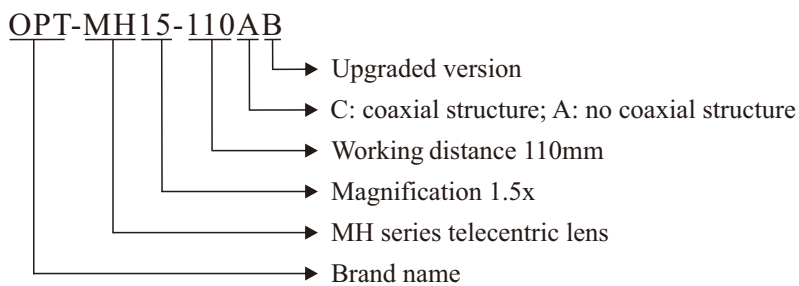 OPT-MH15-110AB
Upgraded version
C: coaxial structure; A: no coaxial structure
Working distance 110mm
Magnification 1.5x
MH series telecentric lens
Brand name